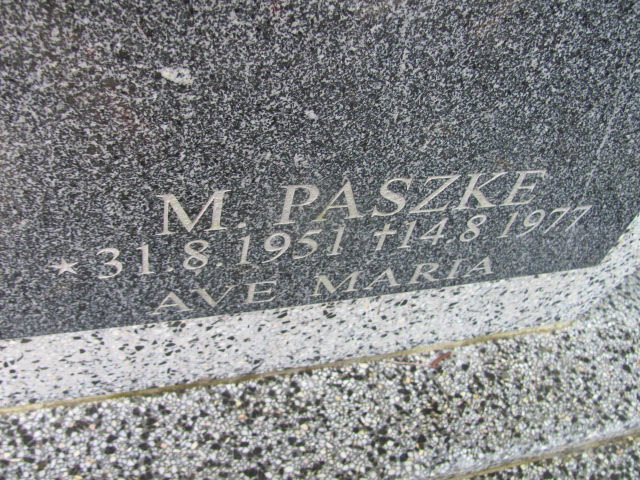 M. PASZKE
★31.8.1951 †14.8 1977
AVE MARIA